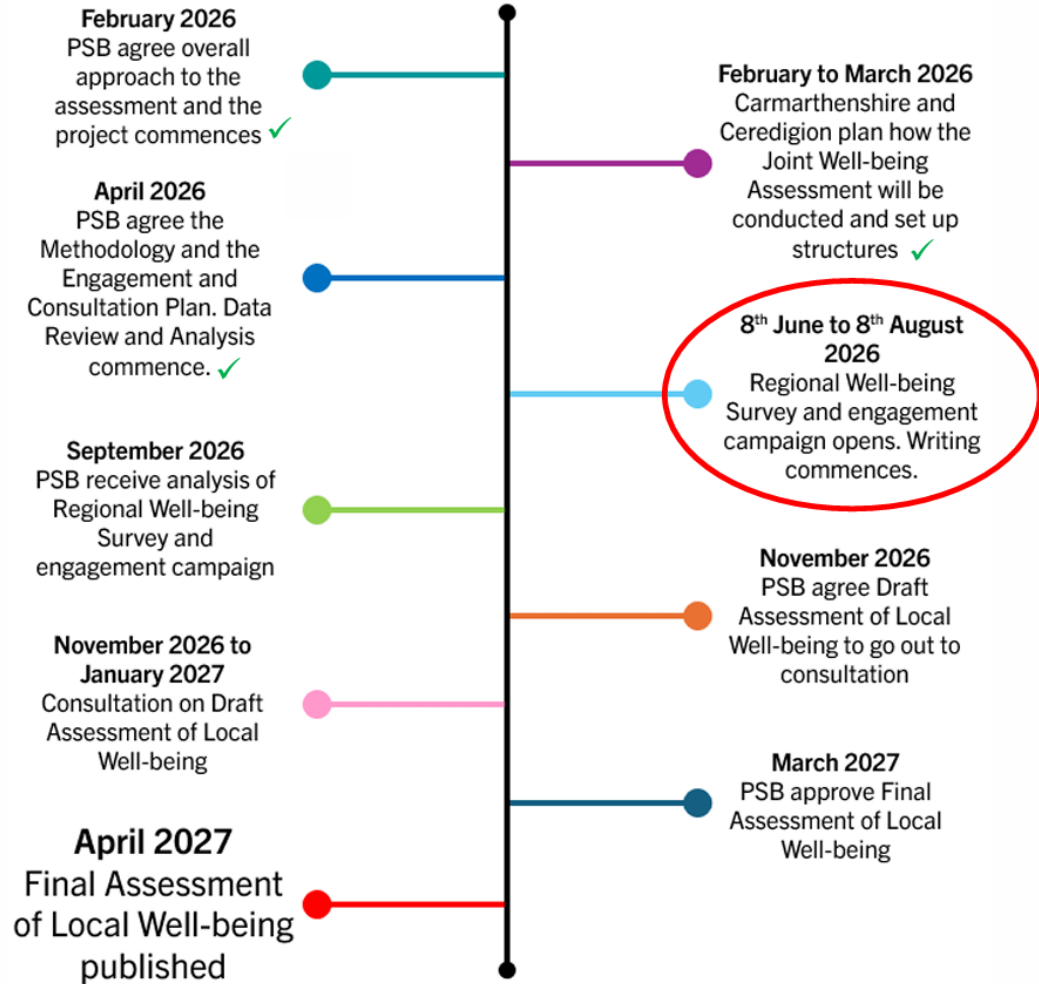 February 2026
PSB agree overall
approach to the
assessment and the
project commences ✓
February to March 2026
Carmarthenshire and
Ceredigion plan how the
Joint Well-being
Assessment will be
conducted and set up
structures ✓
April 2026
PSB agree the
Methodology and the
Engagement and
Consultation Plan. Data
Review and Analysis
commence. ✓
8th June to 8th August
2026
Regional Well-being
Survey and engagement
campaign opens. Writing
commences.
September 2026
PSB receive analysis of
Regional Well-being
Survey and
engagement campaign
November 2026
PSB agree Draft
Assessment of Local
Well-being to go out to
consultation
November 2026 to
January 2027
Consultation on Draft
Assessment of Local
Well-being
March 2027
PSB approve Final
Assessment of Local
Well-being
April 2027
Final Assessment
of Local Well-being
published